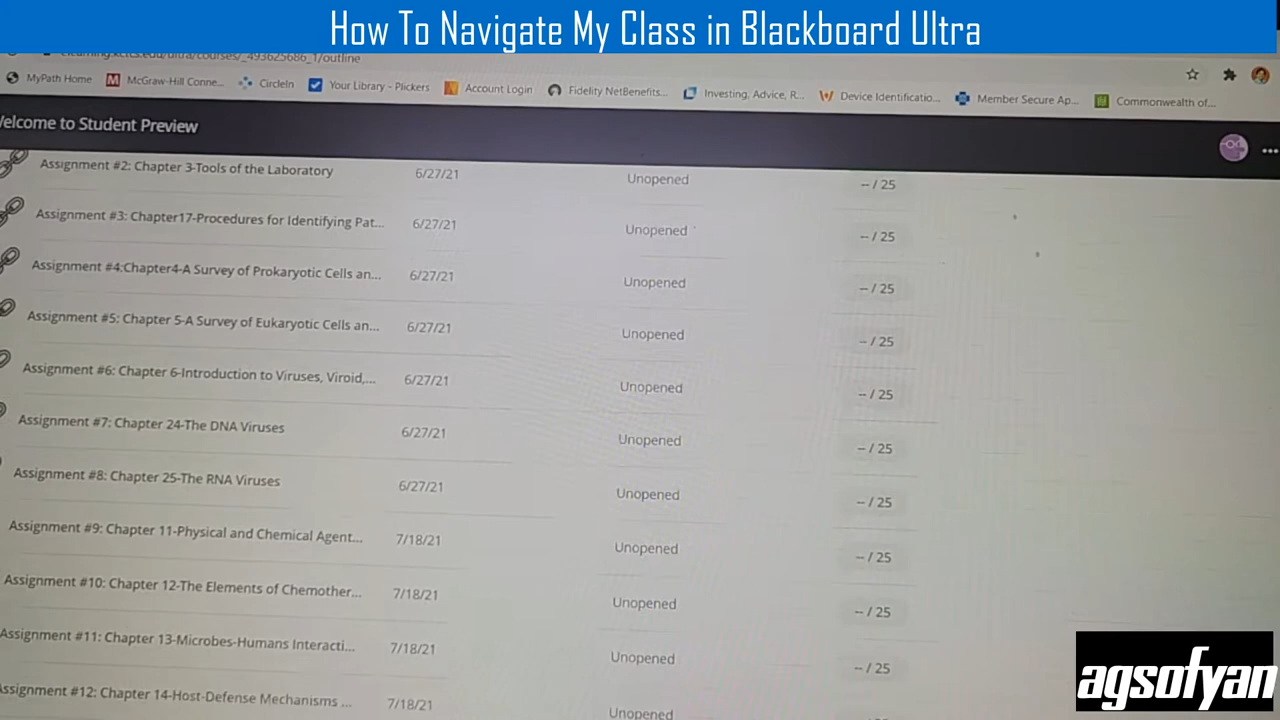 How To Navigate My Class in Blackboard Ultra
_493625686_1/outline
MyPath Home McGraw-Hill Conne... CircleIn Your Library - Plickers Account Login Fidelity NetBenefits... Investing, Advice, R... Device Identificatio... Member Secure Ap... Commonwealth of...
Welcome to Student Preview
Assignment #2: Chapter 3-Tools of the Laboratory 6/27/21 Unopened -- / 25
Assignment #3: Chapter17-Procedures for Identifying Pat... 6/27/21 Unopened -- / 25
Assignment #4:Chapter4-A Survey of Prokaryotic Cells an... 6/27/21 Unopened -- / 25
Assignment #5: Chapter 5-A Survey of Eukaryotic Cells an... 6/27/21 Unopened -- / 25
Assignment #6: Chapter 6-Introduction to Viruses, Viroid,... 6/27/21 Unopened -- / 25
Assignment #7: Chapter 24-The DNA Viruses 6/27/21 Unopened -- / 25
Assignment #8: Chapter 25-The RNA Viruses 6/27/21 Unopened -- / 25
Assignment #9: Chapter 11-Physical and Chemical Agent... 7/18/21 Unopened -- / 25
Assignment #10: Chapter 12-The Elements of Chemother... 7/18/21 Unopened -- / 25
Assignment #11: Chapter 13-Microbes-Humans Interacti... 7/18/21 Unopened -- / 25
Assignment #12: Chapter 14-Host-Defense Mechanisms ... 7/18/21 Unopened
agsofyan